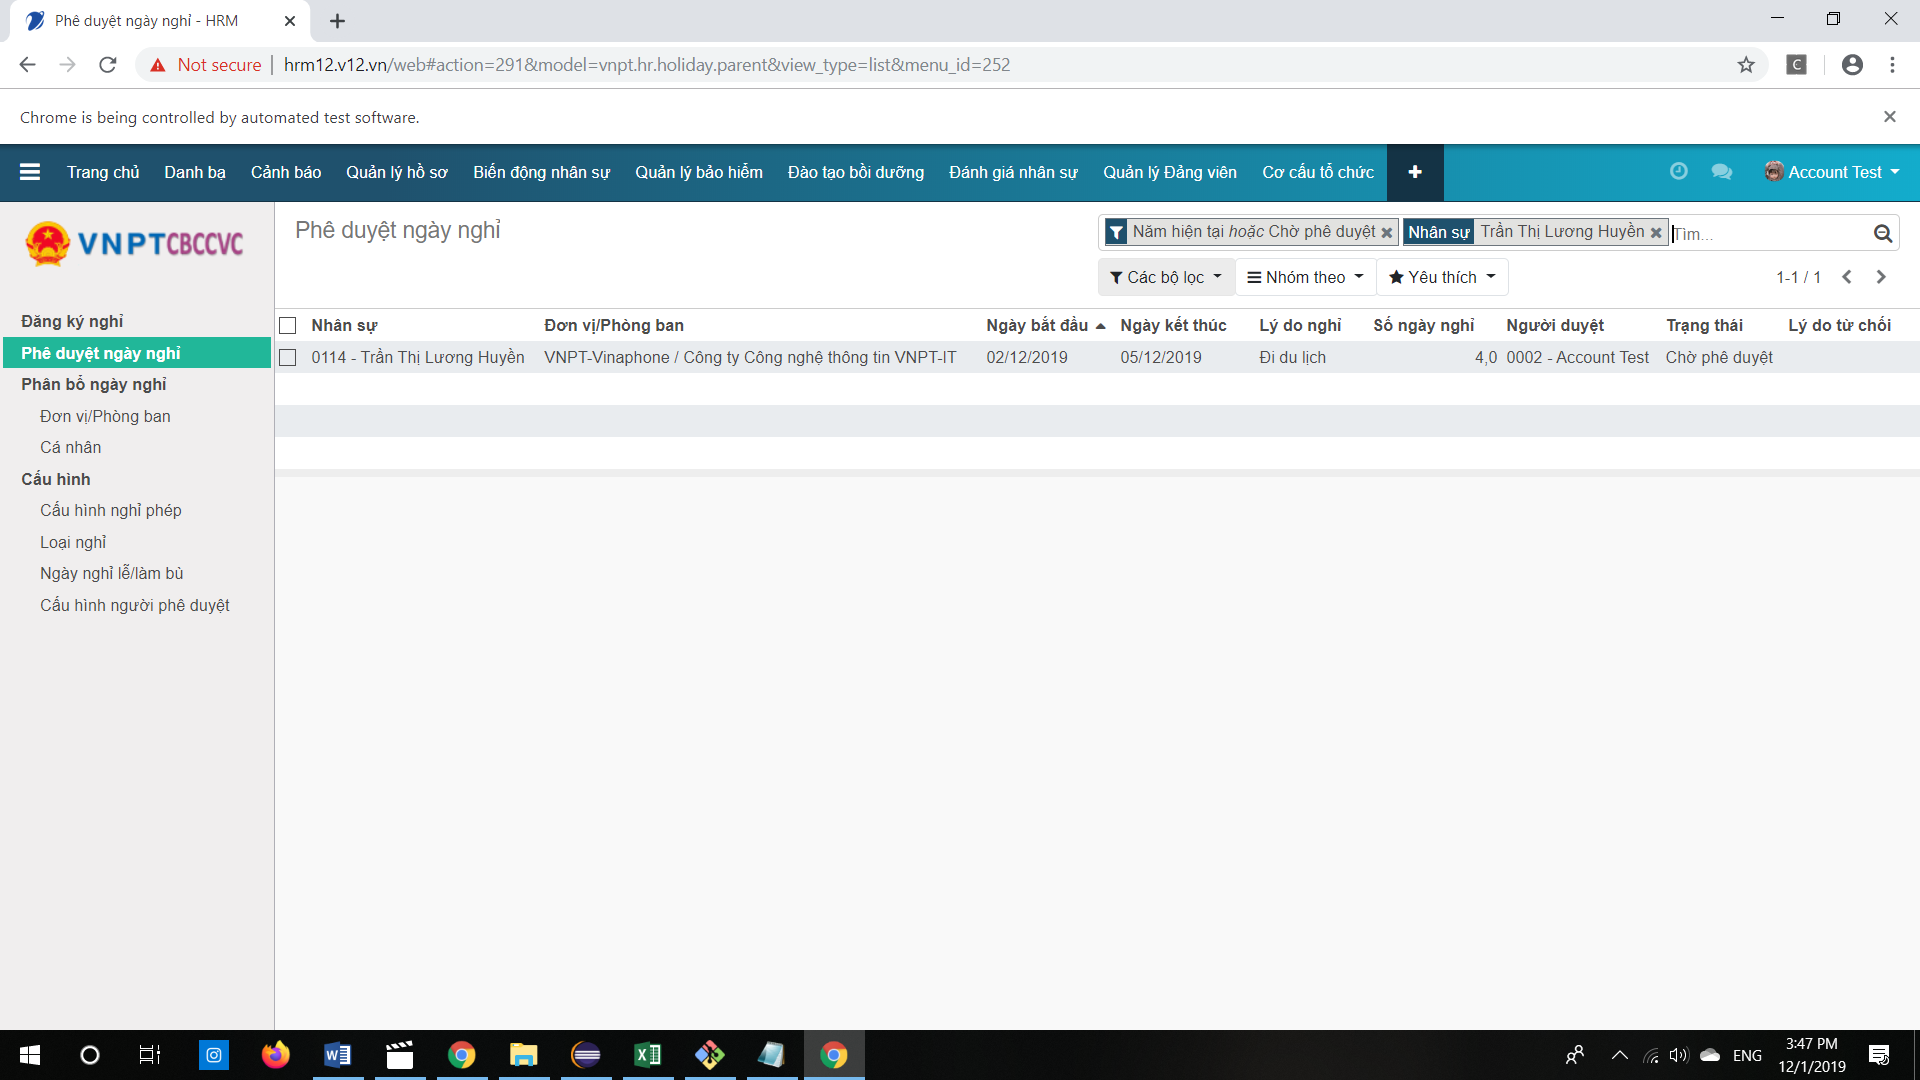 Phê duyệt ngày nghỉ - HRM
Not secure
hrm12.v12.vn/web#action=291&model=vnpt.hr.holiday.parent&view_type=list&menu_id=252
C
Chrome is being controlled by automated test software.
Trang chủ Danh bạ Cảnh báo Quản lý hồ sơ Biến động nhân sự Quản lý bảo hiểm Đào tạo bồi dưỡng Đánh giá nhân sự Quản lý Đảng viên Cơ cấu tổ chức Account Test
VNPTCBCCVC
Phê duyệt ngày nghỉ
Năm hiện tại hoặc Chờ phê duyệt Nhân sự Trần Thị Lương Huyền Tìm...
Các bộ lọc Nhóm theo Yêu thích 1-1 / 1
Đăng ký nghỉ
Phê duyệt ngày nghỉ
Phân bổ ngày nghỉ
Đơn vị/Phòng ban
Cá nhân
Cấu hình
Cấu hình nghỉ phép
Loại nghỉ
Ngày nghỉ lễ/làm bù
Cấu hình người phê duyệt
Nhân sự Đơn vị/Phòng ban Ngày bắt đầu Ngày kết thúc Lý do nghỉ Số ngày nghỉ Người duyệt Trạng thái Lý do từ chối
0114 - Trần Thị Lương Huyền VNPT-Vinaphone / Công ty Công nghệ thông tin VNPT-IT 02/12/2019 05/12/2019 Đi du lịch 4,0 0002 - Account Test Chờ phê duyệt
ENG
3:47 PM
12/1/2019